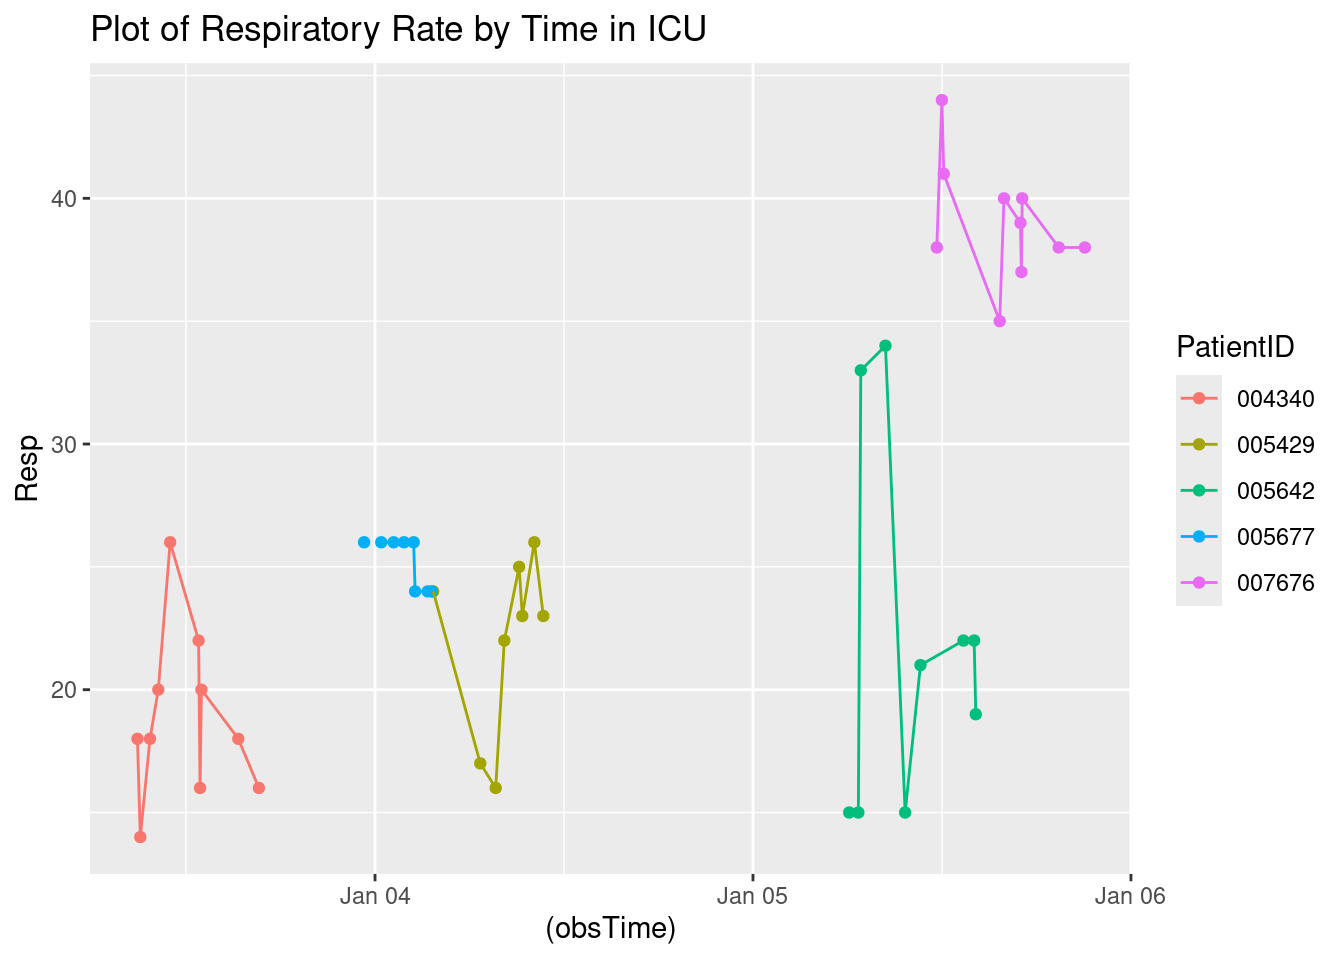 Plot of Respiratory Rate by Time in ICU
Resp
40
30
20
Jan 04
Jan 05
Jan 06
(obsTime)
PatientID
004340
005429
005642
005677
007676